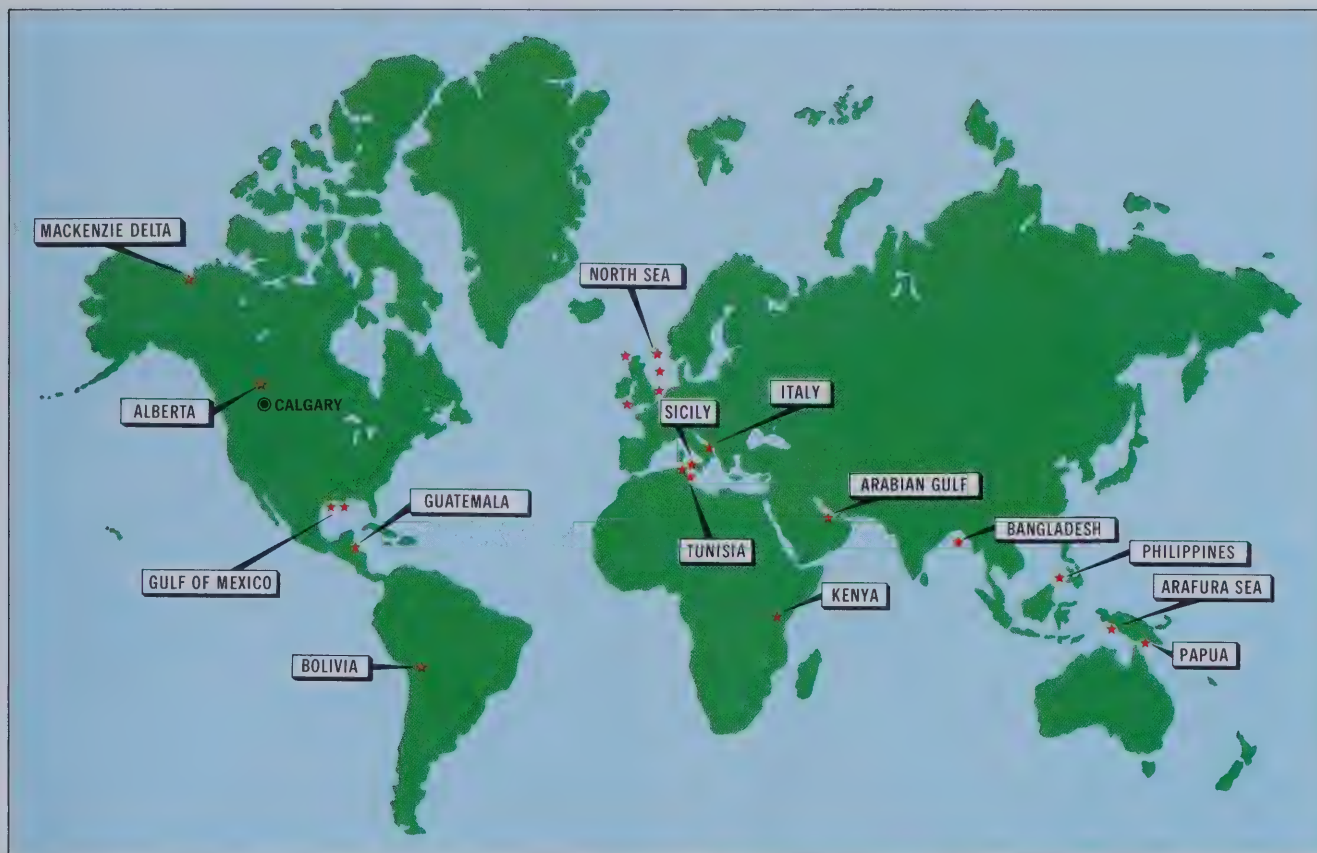 MACKENZIE DELTA
NORTH SEA
ALBERTA
CALGARY
SICILY
ITALY
GUATEMALA
ARABIAN GULF
GULF OF MEXICO
TUNISIA
BANGLADESH
PHILIPPINES
ARAFURA SEA
KENYA
BOLIVIA
PAPUA